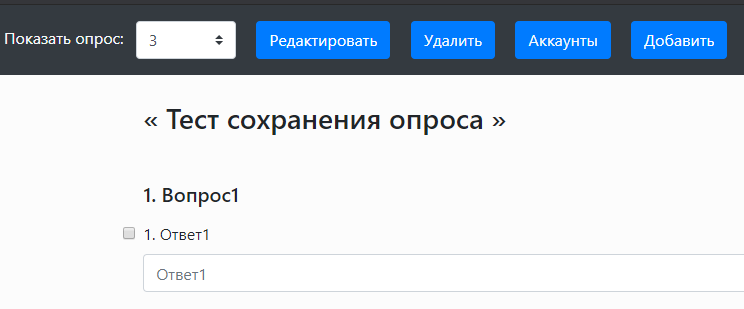 Показать опрос: 3 Редактировать Удалить Аккаунты Добавить
« Тест сохранения опроса »
1. Вопрос1
1. Ответ1
Ответ1